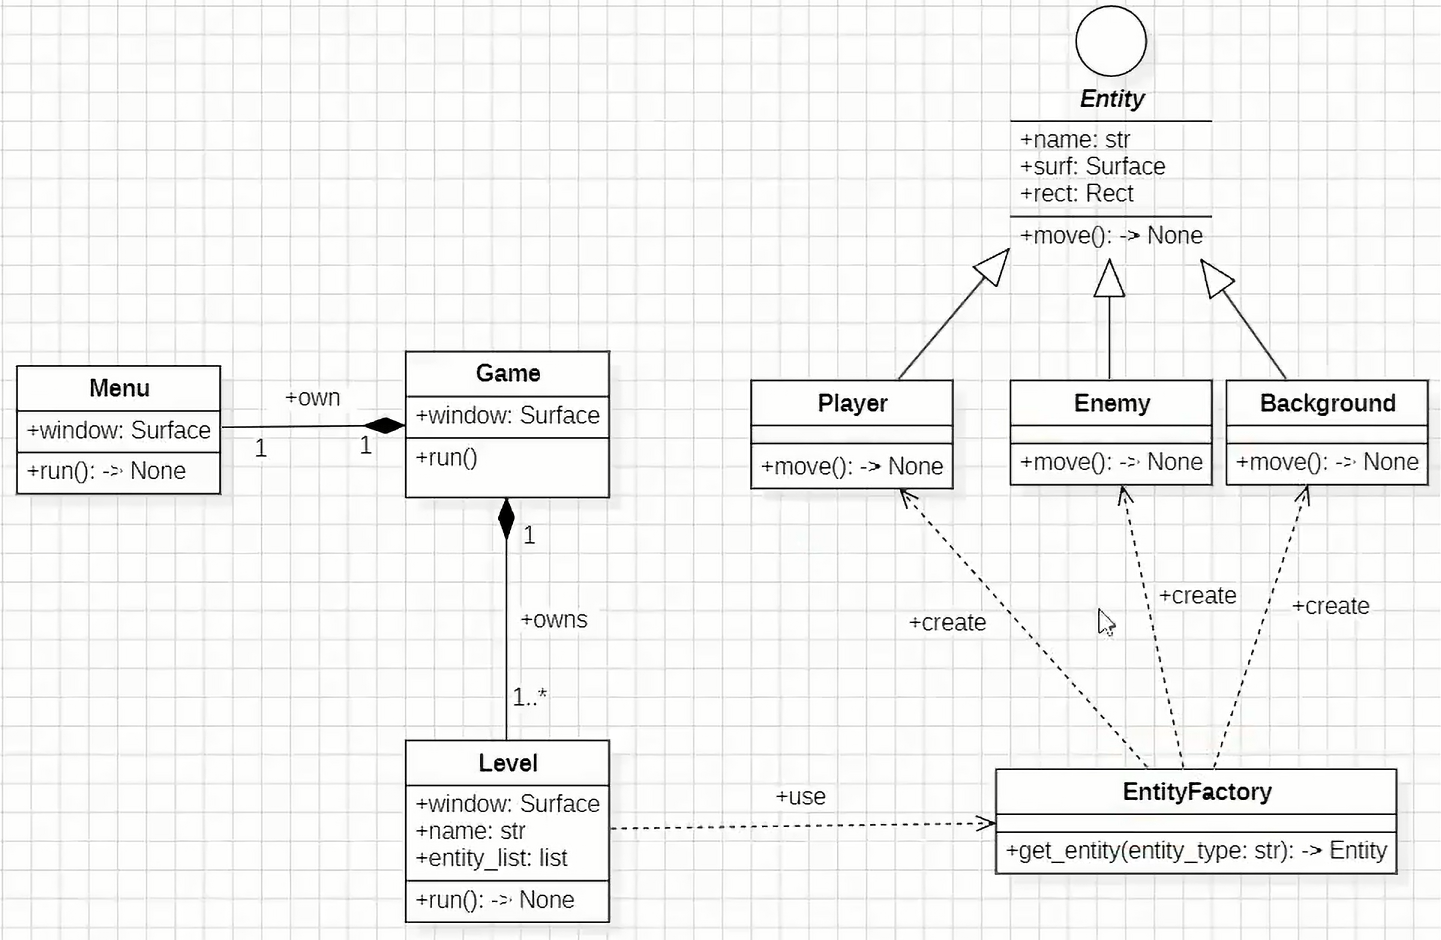 Entity
+name: str
+surf: Surface
+rect: Rect
+move(): -> None
Menu
+window: Surface
+run(): -> None
+own
1
1
Game
+window: Surface
+run()
1
+owns
1..*
Level
+window: Surface
+name: str
+entity_list: list
+run(): -> None
+use
Player
+move(): -> None
Enemy
+move(): -> None
Background
+move(): -> None
+create
+create
+create
EntityFactory
+get_entity(entity_type: str): -> Entity